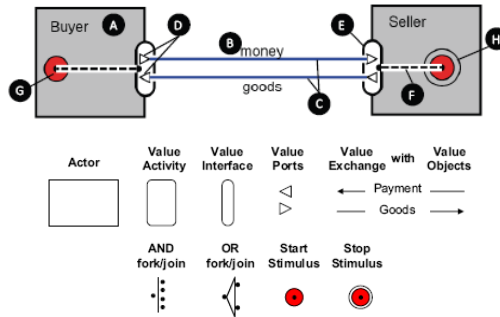 Buyer A D E Seller H
B money
G goods C F
Actor Value Activity Value Interface Value Ports Value Exchange with Value Objects
Payment
Goods
AND fork/join OR fork/join Start Stimulus Stop Stimulus